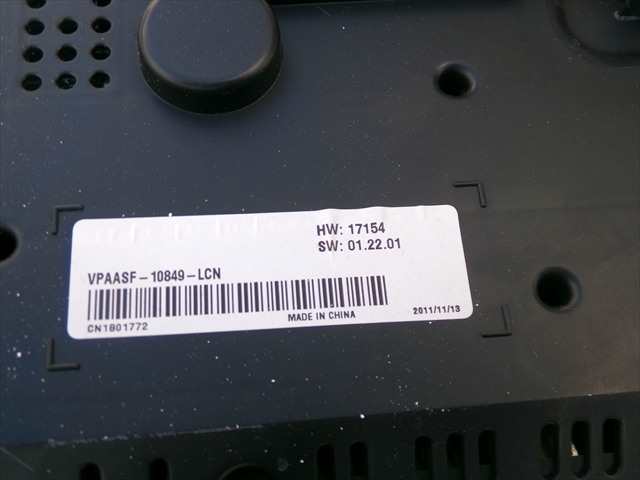 HW: 17154
SW: 01.22.01
VPAASF-10849-LCN
CN1801772
MADE IN CHINA
2011/11/13